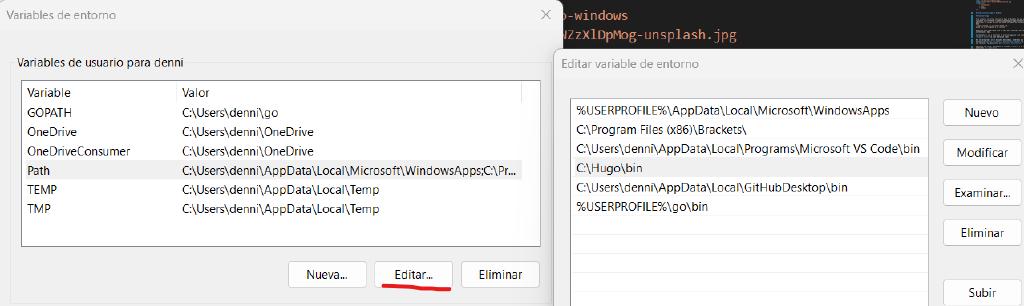 Variables de entorno
o-windows
NZzXlDpMog-unsplash.jpg
Variables de usuario para denni
Variable Valor
GOPATH C:\Users\denni\go
OneDrive C:\Users\denni\OneDrive
OneDriveConsumer C:\Users\denni\OneDrive
Path C:\Users\denni\AppData\Local\Microsoft\WindowsApps;C:\Pr...
TEMP C:\Users\denni\AppData\Local\Temp
TMP C:\Users\denni\AppData\Local\Temp
Nueva...
Editar...
Eliminar
Editar variable de entorno
%USERPROFILE%\AppData\Local\Microsoft\WindowsApps
C:\Program Files (x86)\Brackets\
C:\Users\denni\AppData\Local\Programs\Microsoft VS Code\bin
C:\Hugo\bin
C:\Users\denni\AppData\Local\GitHubDesktop\bin
%USERPROFILE%\go\bin
Nuevo
Modificar
Examinar...
Eliminar
Subir